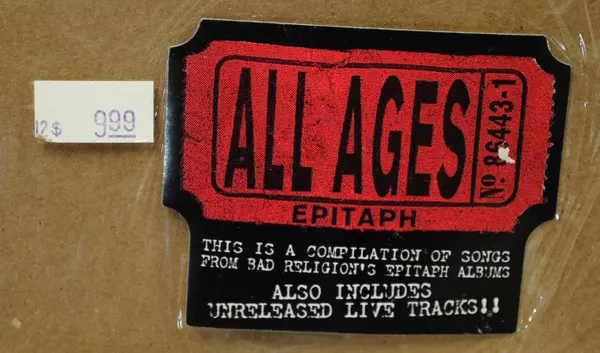 12$ 999
ALL AGES
No 86443-1
EPITAPH
THIS IS A COMPILATION OF SONGS
FROM BAD RELIGION'S EPITAPH ALBUMS
ALSO INCLUDES
UNRELEASED LIVE TRACKS!!